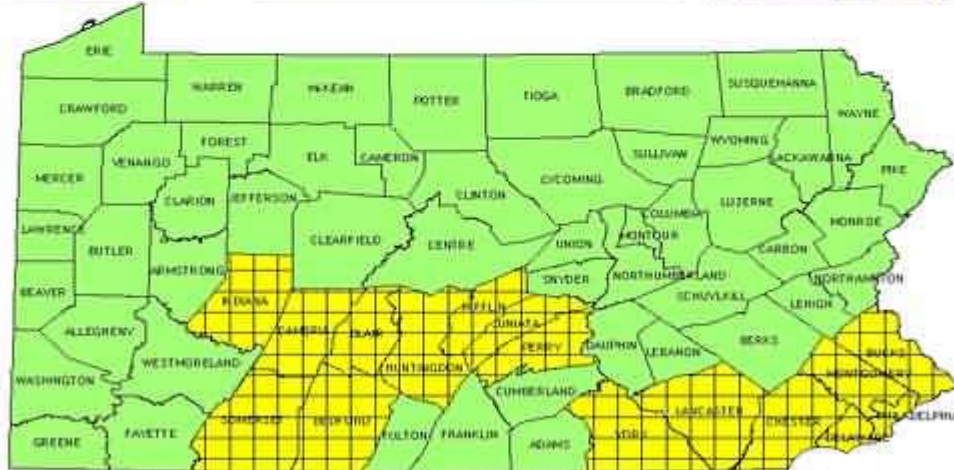 ERIE
CRAWFORD
WARREN
McKEAN
POTTER
TIOGA
BRADFORD
SUSQUEHANNA
WAYNE
FOREST
VENANGO
MERCER
ELK
CAMERON
CLARION
JEFFERSON
LYCOMING
CLINTON
SULLIVAN
WYOMING
LACKAWANNA
PIKE
LUZERNE
COLUMBIA
MONTOUR
MONROE
LAWRENCE
BUTLER
CLEARFIELD
CENTRE
UNION
CARBON
ARMSTRONG
BEAVER
SNYDER
NORTHUMBERLAND
NORTHAMPTON
INDIANA
SCHUYLKILL
LEHIGH
ALLEGHENY
CAMBRIA
BLAIR
MIFFLIN
JUNIATA
PERRY
DAUPHIN
LEBANON
BERKS
BUCKS
WESTMORELAND
HUNTINGDON
MONTGOMERY
WASHINGTON
CUMBERLAND
SOMERSET
BEDFORD
LANCASTER
CHESTER
PHILADELPHIA
GREENE
FAYETTE
FULTON
FRANKLIN
ADAMS
YORK
DELAWARE